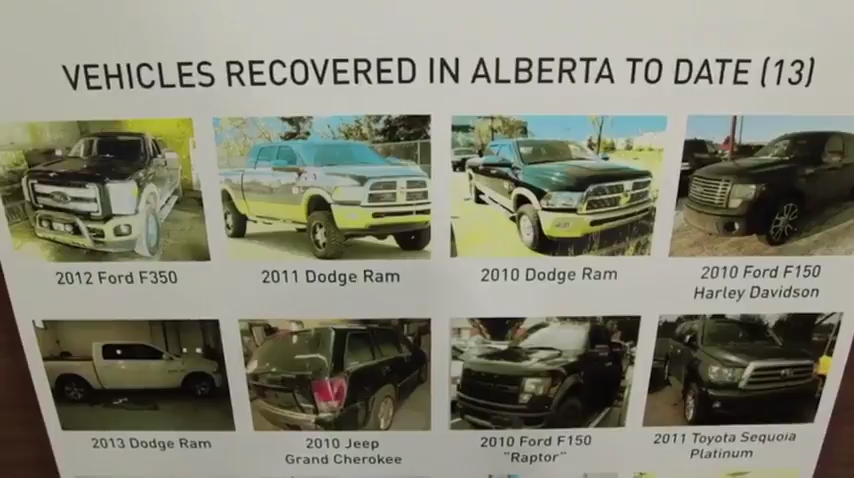 VEHICLES RECOVERED IN ALBERTA TO DATE (13)
2012 Ford F350
2011 Dodge Ram
2010 Dodge Ram
2010 Ford F150
Harley Davidson
2013 Dodge Ram
2010 Jeep
Grand Cherokee
2010 Ford F150
"Raptor"
2011 Toyota Sequoia
Platinum